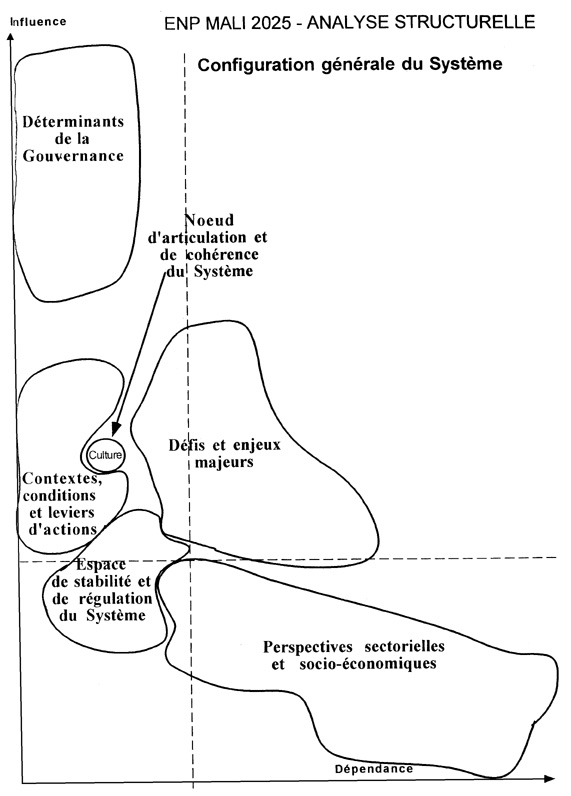 Influence
ENP MALI 2025 - ANALYSE STRUCTURELLE
Configuration générale du Système
Déterminants
de la
Gouvernance
Noeud
d'articulation et
de cohérence
du Système
Culture
Défis et enjeux
majeurs
Contextes,
conditions
et leviers
d'actions
Espace
de stabilité et
de régulation
du Système
Perspectives sectorielles
et socio-économiques
Dépendance